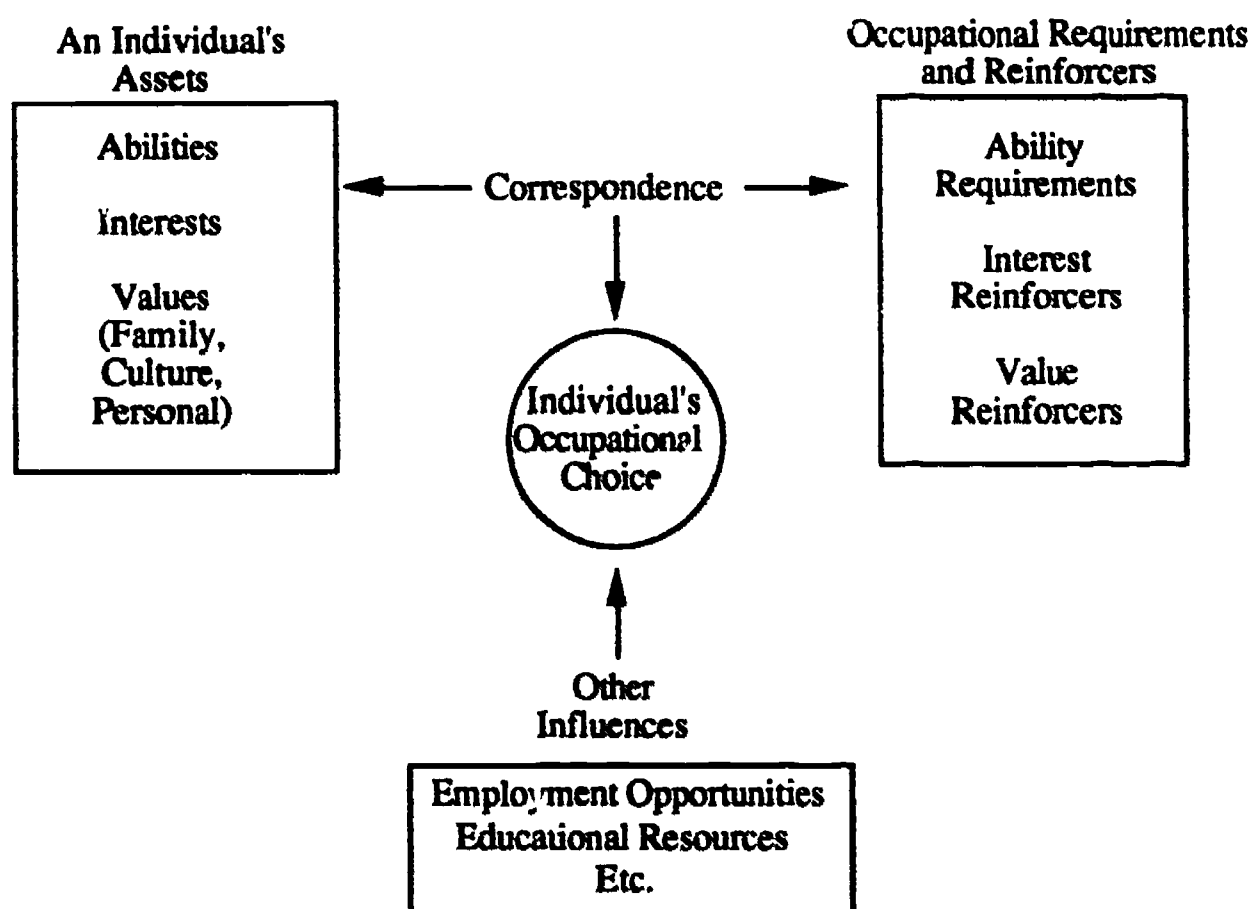 An Individual's
Assets
Abilities
Interests
Values
(Family,
Culture,
Personal)
Correspondence
Occupational Requirements
and Reinforcers
Ability
Requirements
Interest
Reinforcers
Value
Reinforcers
Individual's
Occupational
Choice
Other
Influences
Employment Opportunities
Educational Resources
Etc.